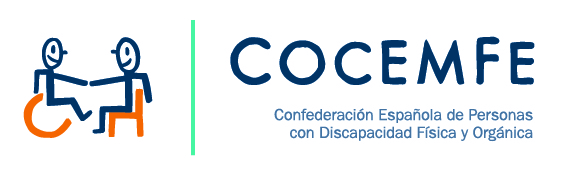 COCEMFE
Confederación Española de Personas
con Discapacidad Física y Orgánica